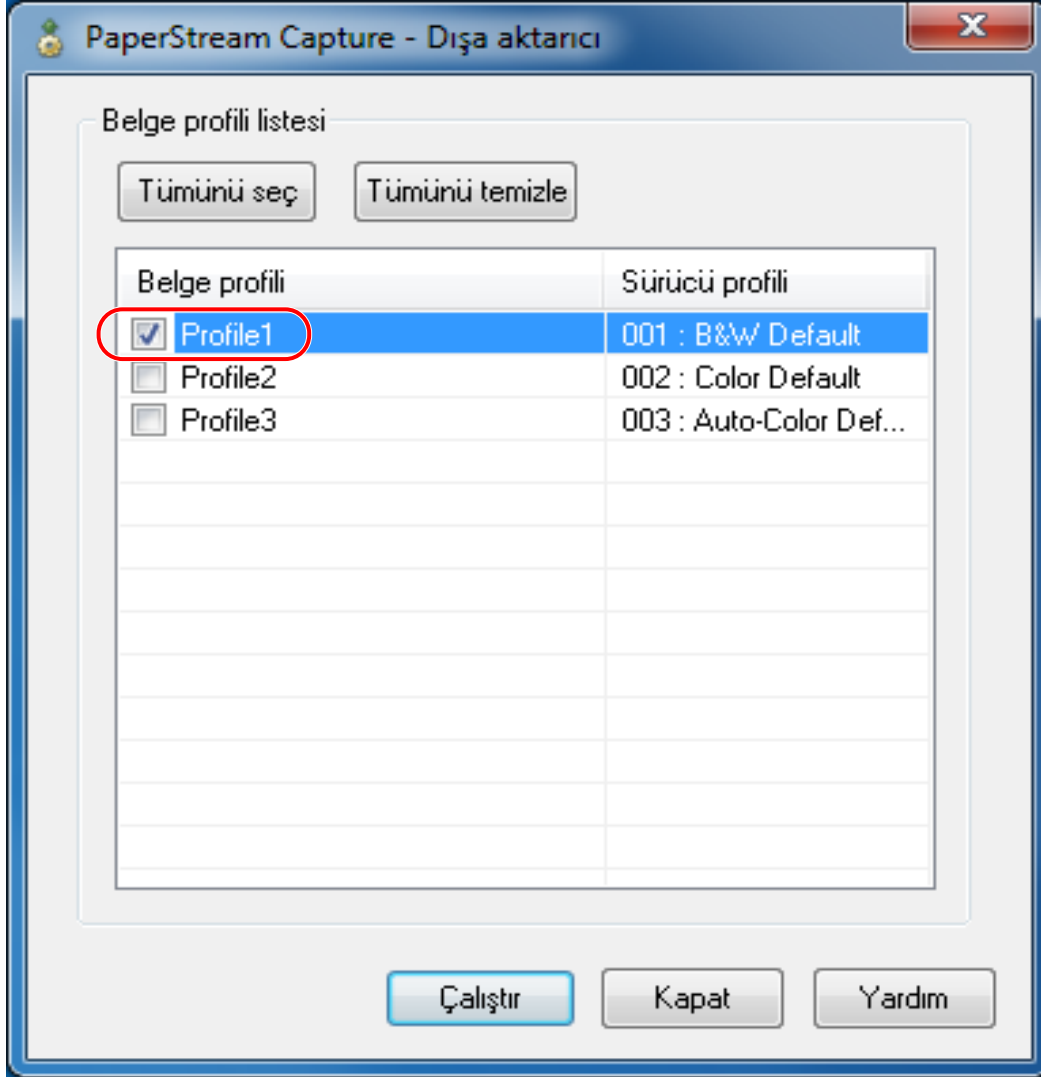 PaperStream Capture - Dışa aktarıcı
Belge profili listesi
Tümünü seç Tümünü temizle
Belge profili Sürücü profili
Profile1 001 : B&W Default
Profile2 002 : Color Default
Profile3 003 : Auto-Color Def...
Çalıştır Kapat Yardım